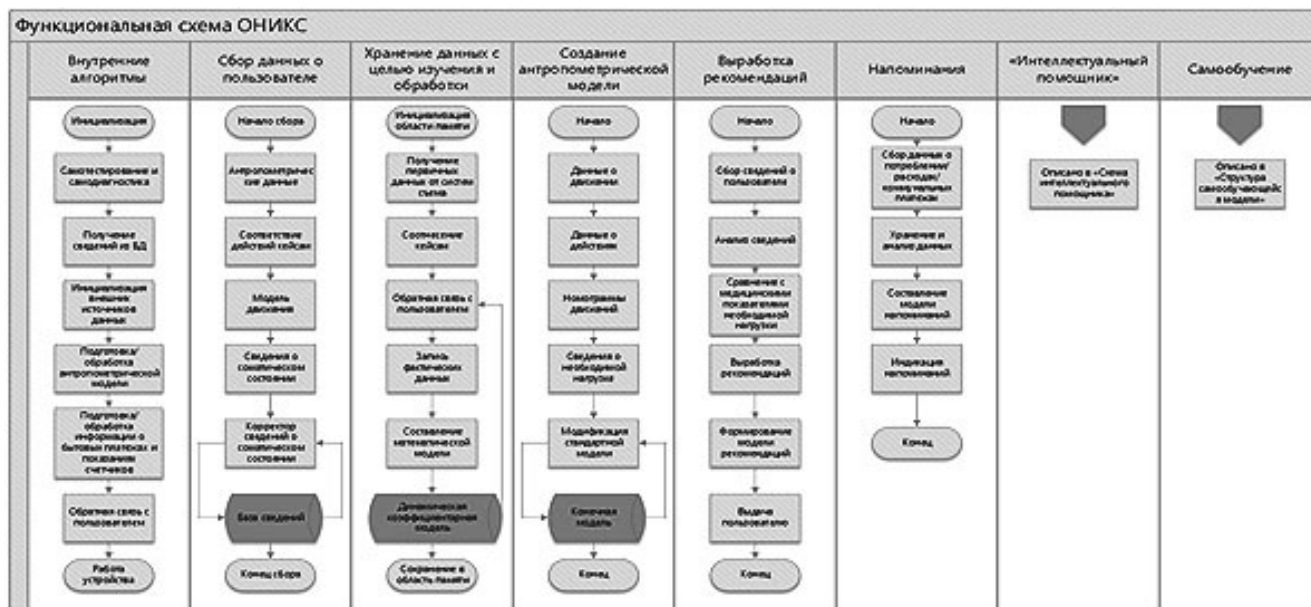 Функциональная схема ОНИКС
Внутренние
алгоритмы
Сбор данных о
пользователе
Хранение данных с
целью изучения и
обработки
Создание
антропометрической
модели
Выработка
рекомендаций
Напоминания
«Интеллектуальный
помощник»
Самообучение
Инициализация
Самотестирование и
самодиагностика
Получение
сведений из БД
Инициализация
внешних
источников
данных
Подготовка/
обработка
антропометрической
модели
Подготовка/
обработка
информации о
бытовых платежах и
показаниях
счетчиков
Обратная связь с
пользователем
Работа
устройства
Начало сбора
Антропометричес
кие данные
Соответствие
действий кейсам
Модель
движения
Сведения о
соматическом
состоянии
Корректор
сведений о
соматическом
состоянии
База сведений
Конец сбора
Инициализация
области памяти
Получение
первичных
данных от систем
съема
Соотнесение
кейсам
Обратная связь с
пользователем
Запись
фактических
данных
Составление
математической
модели
Динамическая
коэффициентарная
модель
Сохранение в
область памяти
Начало
Данные о
движении
Данные о
действиях
Номограммы
движений
Сведения о
необходимой
нагрузке
Модификация
стандартной
модели
Конечная
модель
Конец
Начало
Сбор сведений о
пользователе
Анализ сведений
Сравнение с
медицинскими
показателями
необходимой
нагрузки
Выработка
рекомендаций
Формирование
модели
рекомендаций
Выдача
пользователю
Конец
Начало
Сбор данных о
потреблении/
расходах/
коммунальных
платежах
Хранение и
анализ данных
Составление
модели
напоминаний
Индикация
напоминаний
Конец
Описано в «Схема
интеллектуального
помощника»
Описано в
«Структура
самообучающейс
я модели»